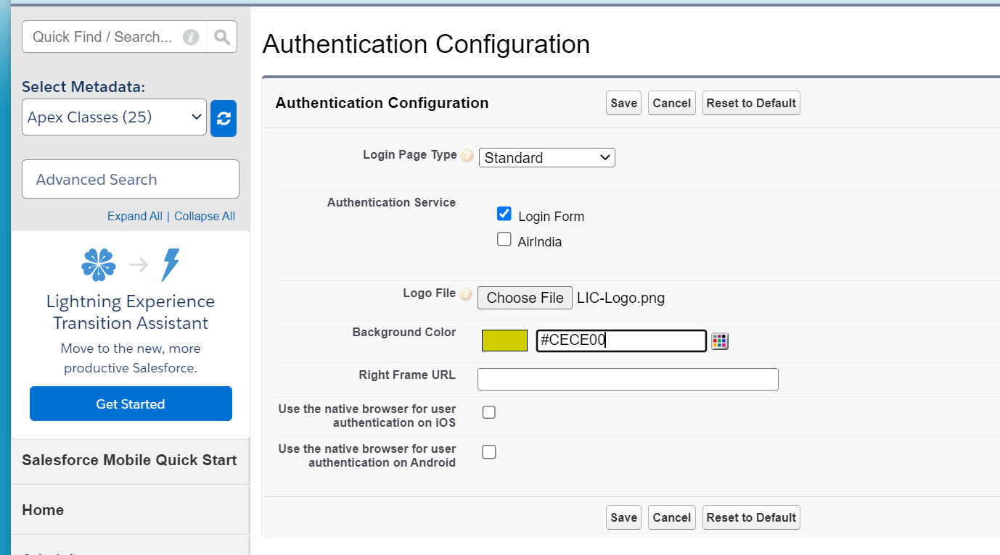 Quick Find / Search...
Select Metadata:
Apex Classes (25)
Advanced Search
Expand All | Collapse All
Lightning Experience
Transition Assistant
Move to the new, more
productive Salesforce.
Get Started
Salesforce Mobile Quick Start
Home
Authentication Configuration
Authentication Configuration
Save
Cancel
Reset to Default
Login Page Type
Standard
Authentication Service
Login Form
AirIndia
Logo File
Choose File LIC-Logo.png
Background Color
#CECE00
Right Frame URL
Use the native browser for user
authentication on iOS
Use the native browser for user
authentication on Android
Save
Cancel
Reset to Default